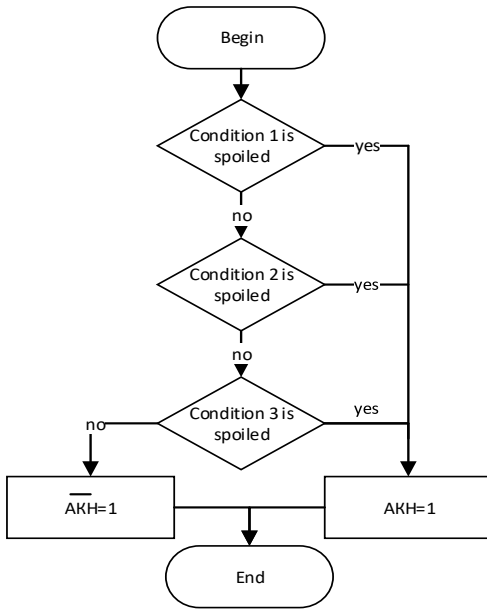 Begin
Condition 1 is
spoiled
yes
no
Condition 2 is
spoiled
yes
no
Condition 3 is
spoiled
yes
no
A̅K̅H=1
AKH=1
End